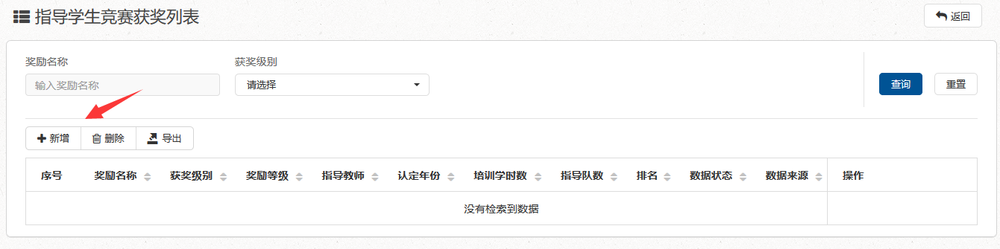 指导学生竞赛获奖列表
返回
奖励名称
获奖级别
输入奖励名称
请选择
查询
重置
新增 删除 导出
序号 奖励名称 获奖级别 奖励等级 指导教师 认定年份 培训学时数 指导队数 排名 数据状态 数据来源 操作
没有检索到数据